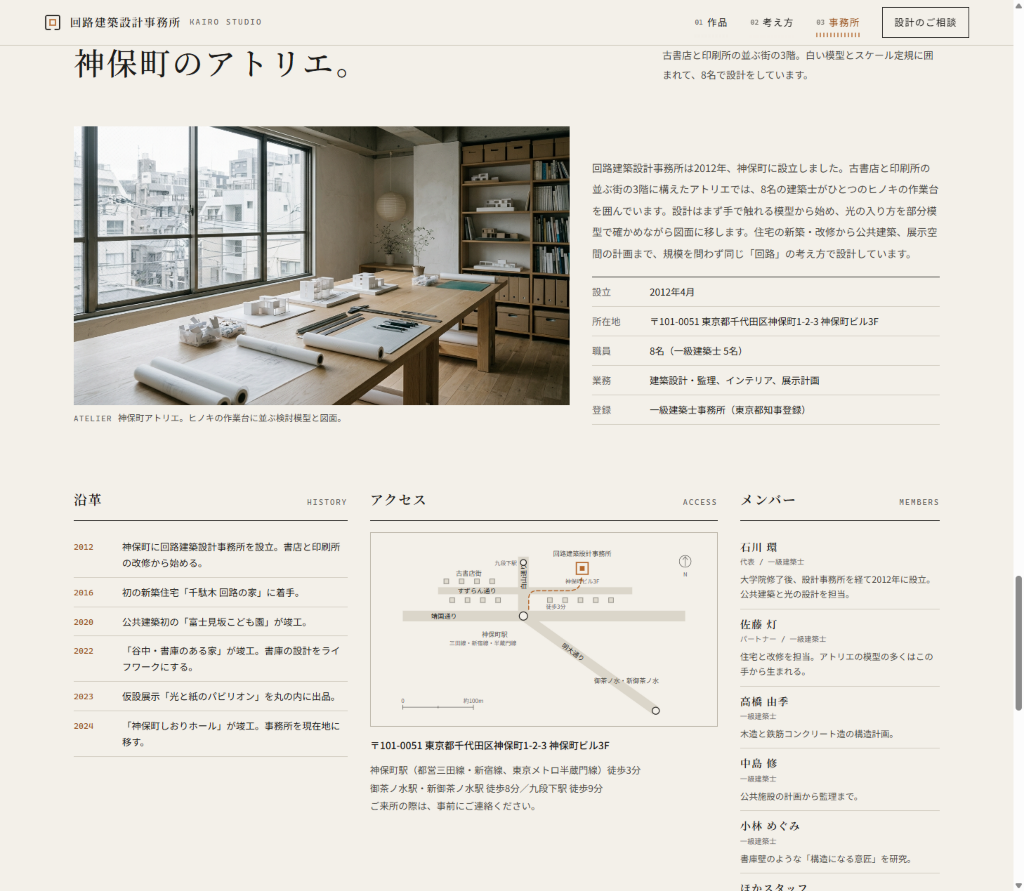 回路建築設計事務所 KAIRO STUDIO
01 作品
02 考え方
03 事務所
設計のご相談
神保町のアトリエ。
古書店と印刷所の並ぶ街の3階。白い模型とスケール定規に囲
まれて、8名で設計をしています。
回路建築設計事務所は2012年、神保町に設立しました。古書店と印刷所の
並ぶ街の3階に構えたアトリエでは、8名の建築士がひとつのヒノキの作業台
を囲んでいます。設計はまず手で触れる模型から始め、光の入り方を部分模
型で確かめながら図面に移します。住宅の新築・改修から公共建築、展示空
間の計画まで、規模を問わず同じ「回路」の考え方で設計しています。
設立 2012年4月
所在地 〒101-0051 東京都千代田区神保町1-2-3 神保町ビル3F
職員 8名（一級建築士 5名）
業務 建築設計・監理、インテリア、展示計画
登録 一級建築士事務所（東京都知事登録）
ATELIER 神保町アトリエ。ヒノキの作業台に並ぶ検討模型と図面。
沿革 HISTORY
2012 神保町に回路建築設計事務所を設立。書店と印刷所
の改修から始める。
2016 初の新築住宅「千駄木 回路の家」に着手。
2020 公共建築初の「富士見坂こども園」が竣工。
2022 「谷中・書庫のある家」が竣工。書庫の設計をライ
フワークにする。
2023 仮設展示「光と紙のパビリオン」を丸の内に出品。
2024 「神保町しおりホール」が竣工。事務所を現在地に
移す。
アクセス ACCESS
回路建築設計事務所
九段下駅
古書店街
神保町ビル3F
N
すずらん通り
徒歩3分
靖国通り
神保町駅
三田線・新宿線・半蔵門線
明大通り
御茶ノ水・新御茶ノ水
0 約100m
〒101-0051 東京都千代田区神保町1-2-3 神保町ビル3F
神保町駅（都営三田線・新宿線、東京メトロ半蔵門線）徒歩3分
御茶ノ水駅・新御茶ノ水駅 徒歩8分／九段下駅 徒歩9分
ご来所の際は、事前にご連絡ください。
メンバー MEMBERS
石川 環
代表 / 一級建築士
大学院修了後、設計事務所を経て2012年に設立。
公共建築と光の設計を担当。
佐藤 灯
パートナー / 一級建築士
住宅と改修を担当。アトリエの模型の多くはこの
手から生まれる。
高橋 由季
一級建築士
木造と鉄筋コンクリート造の構造計画。
中島 修
一級建築士
公共施設の計画から監理まで。
小林 めぐみ
一級建築士
書庫壁のような「構造になる意匠」を研究。
ほかスタッフ